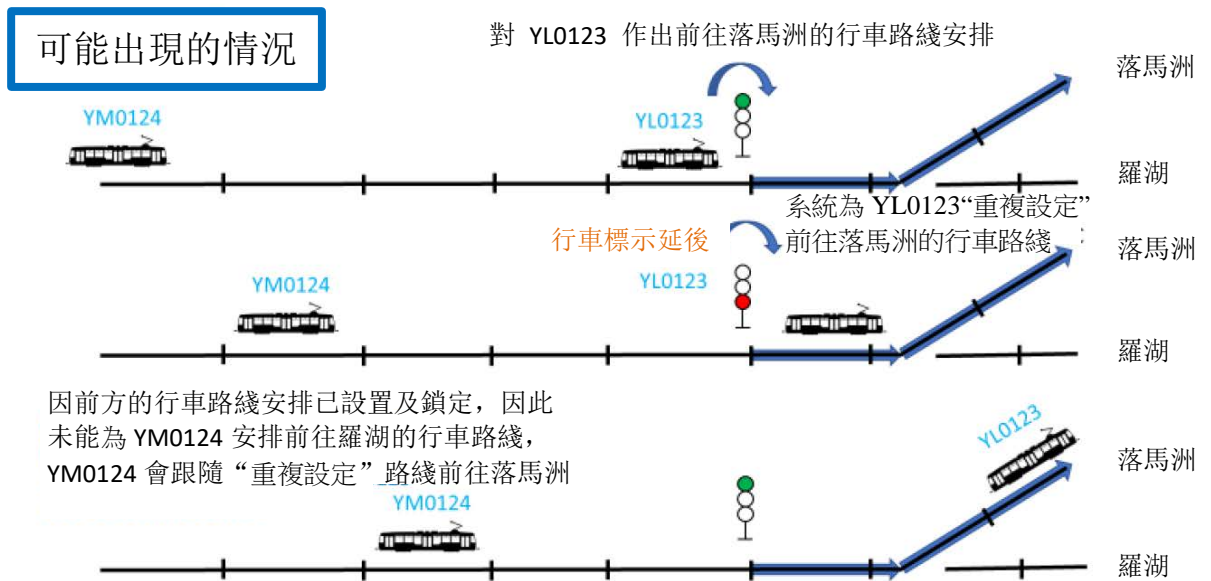 可能出現的情況
對 YL0123 作出前往落馬洲的行車路綫安排
落馬洲
YM0124
YL0123
羅湖
系統為 YL0123“重複設定”
行車標示延後
前往落馬洲的行車路綫
落馬洲
YM0124
YL0123
羅湖
因前方的行車路綫安排已設置及鎖定，因此
未能為 YM0124 安排前往羅湖的行車路綫，
YM0124 會跟隨“重複設定”路綫前往落馬洲
YL0123
落馬洲
YM0124
羅湖